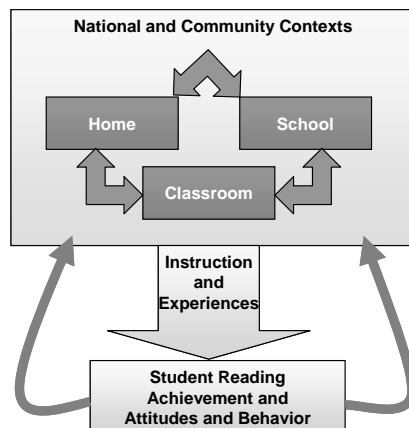 National and Community Contexts
Home
School
Classroom
Instruction
and
Experiences
Student Reading
Achievement and
Attitudes and Behavior